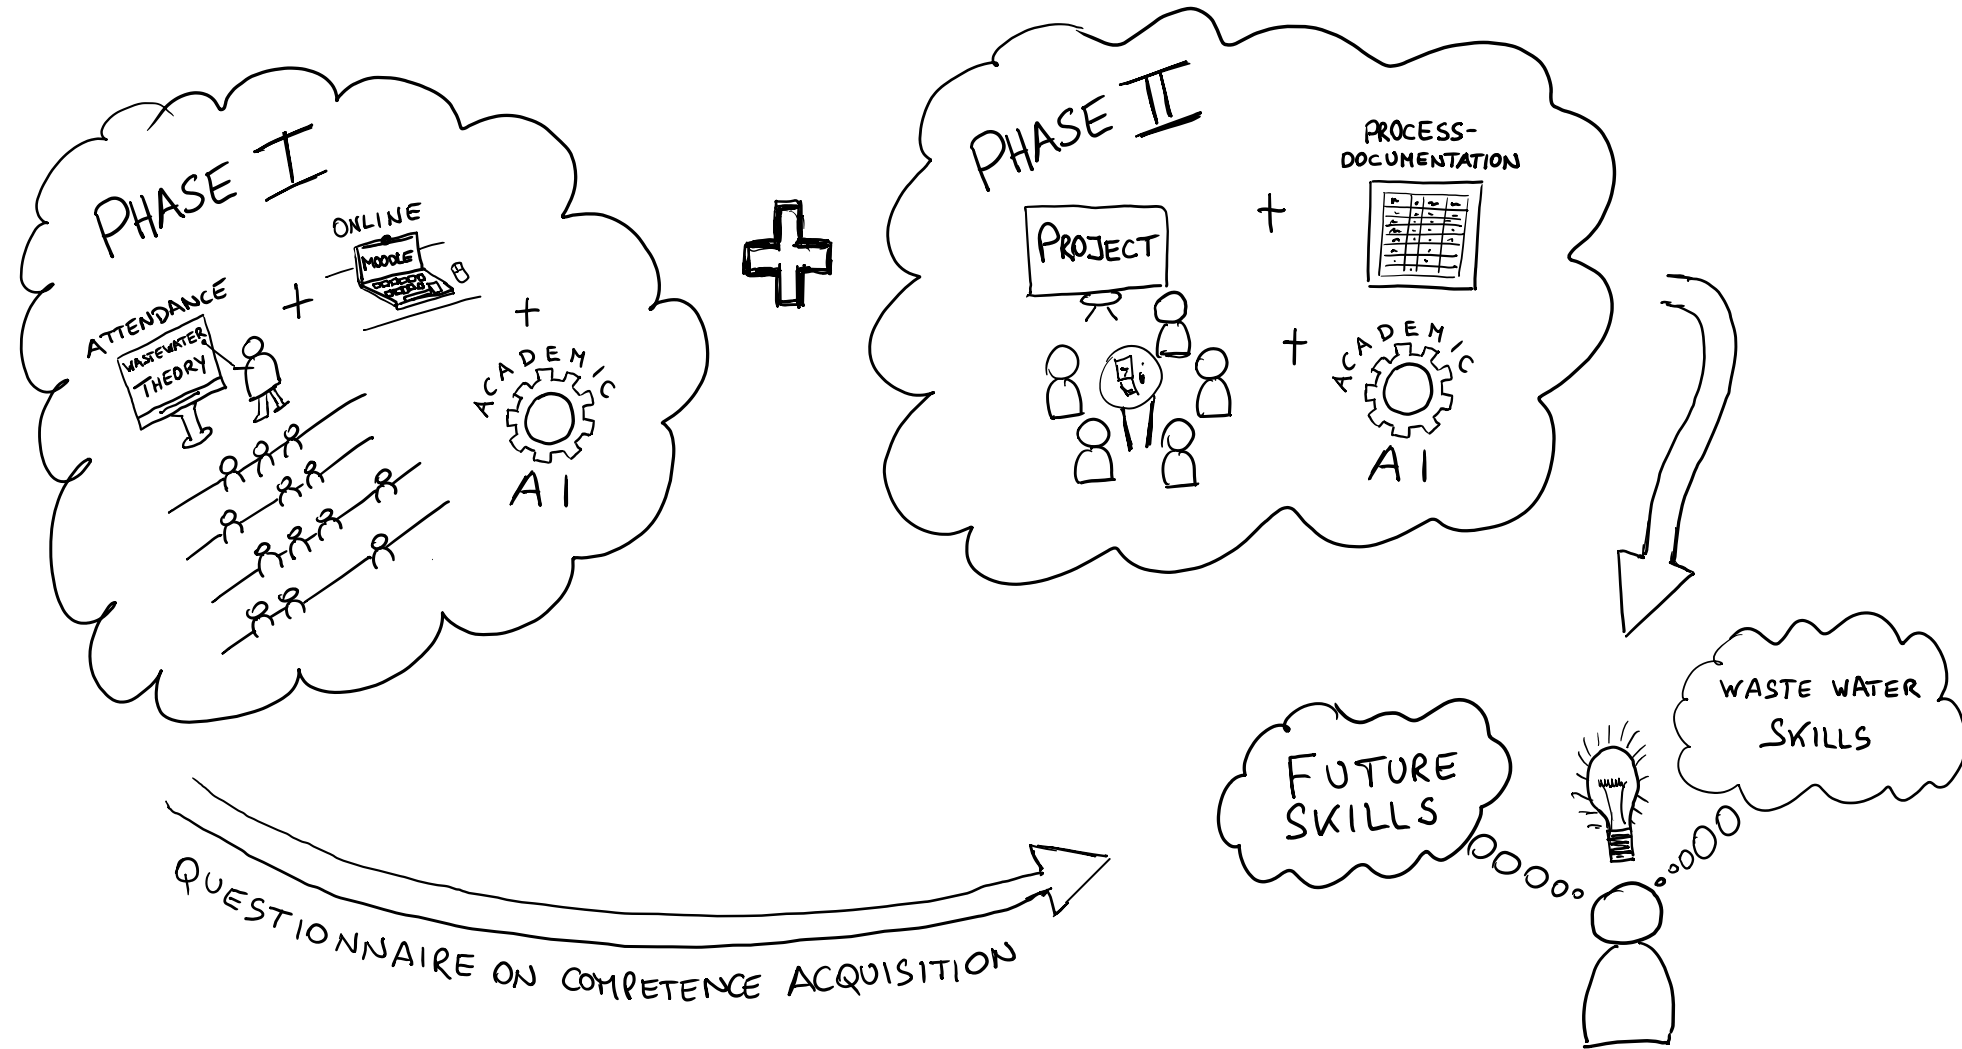 PHASE I
ONLINE
MOODLE
+
ATTENDANCE
WASTEWATER
THEORY
+
ACADEMIC
AI
PHASE II
PROJECT
+
PROCESS-
DOCUMENTATION
+
ACADEMIC
AI
QUESTIONNAIRE ON COMPETENCE ACQUISITION
FUTURE
SKILLS
WASTE WATER
SKILLS